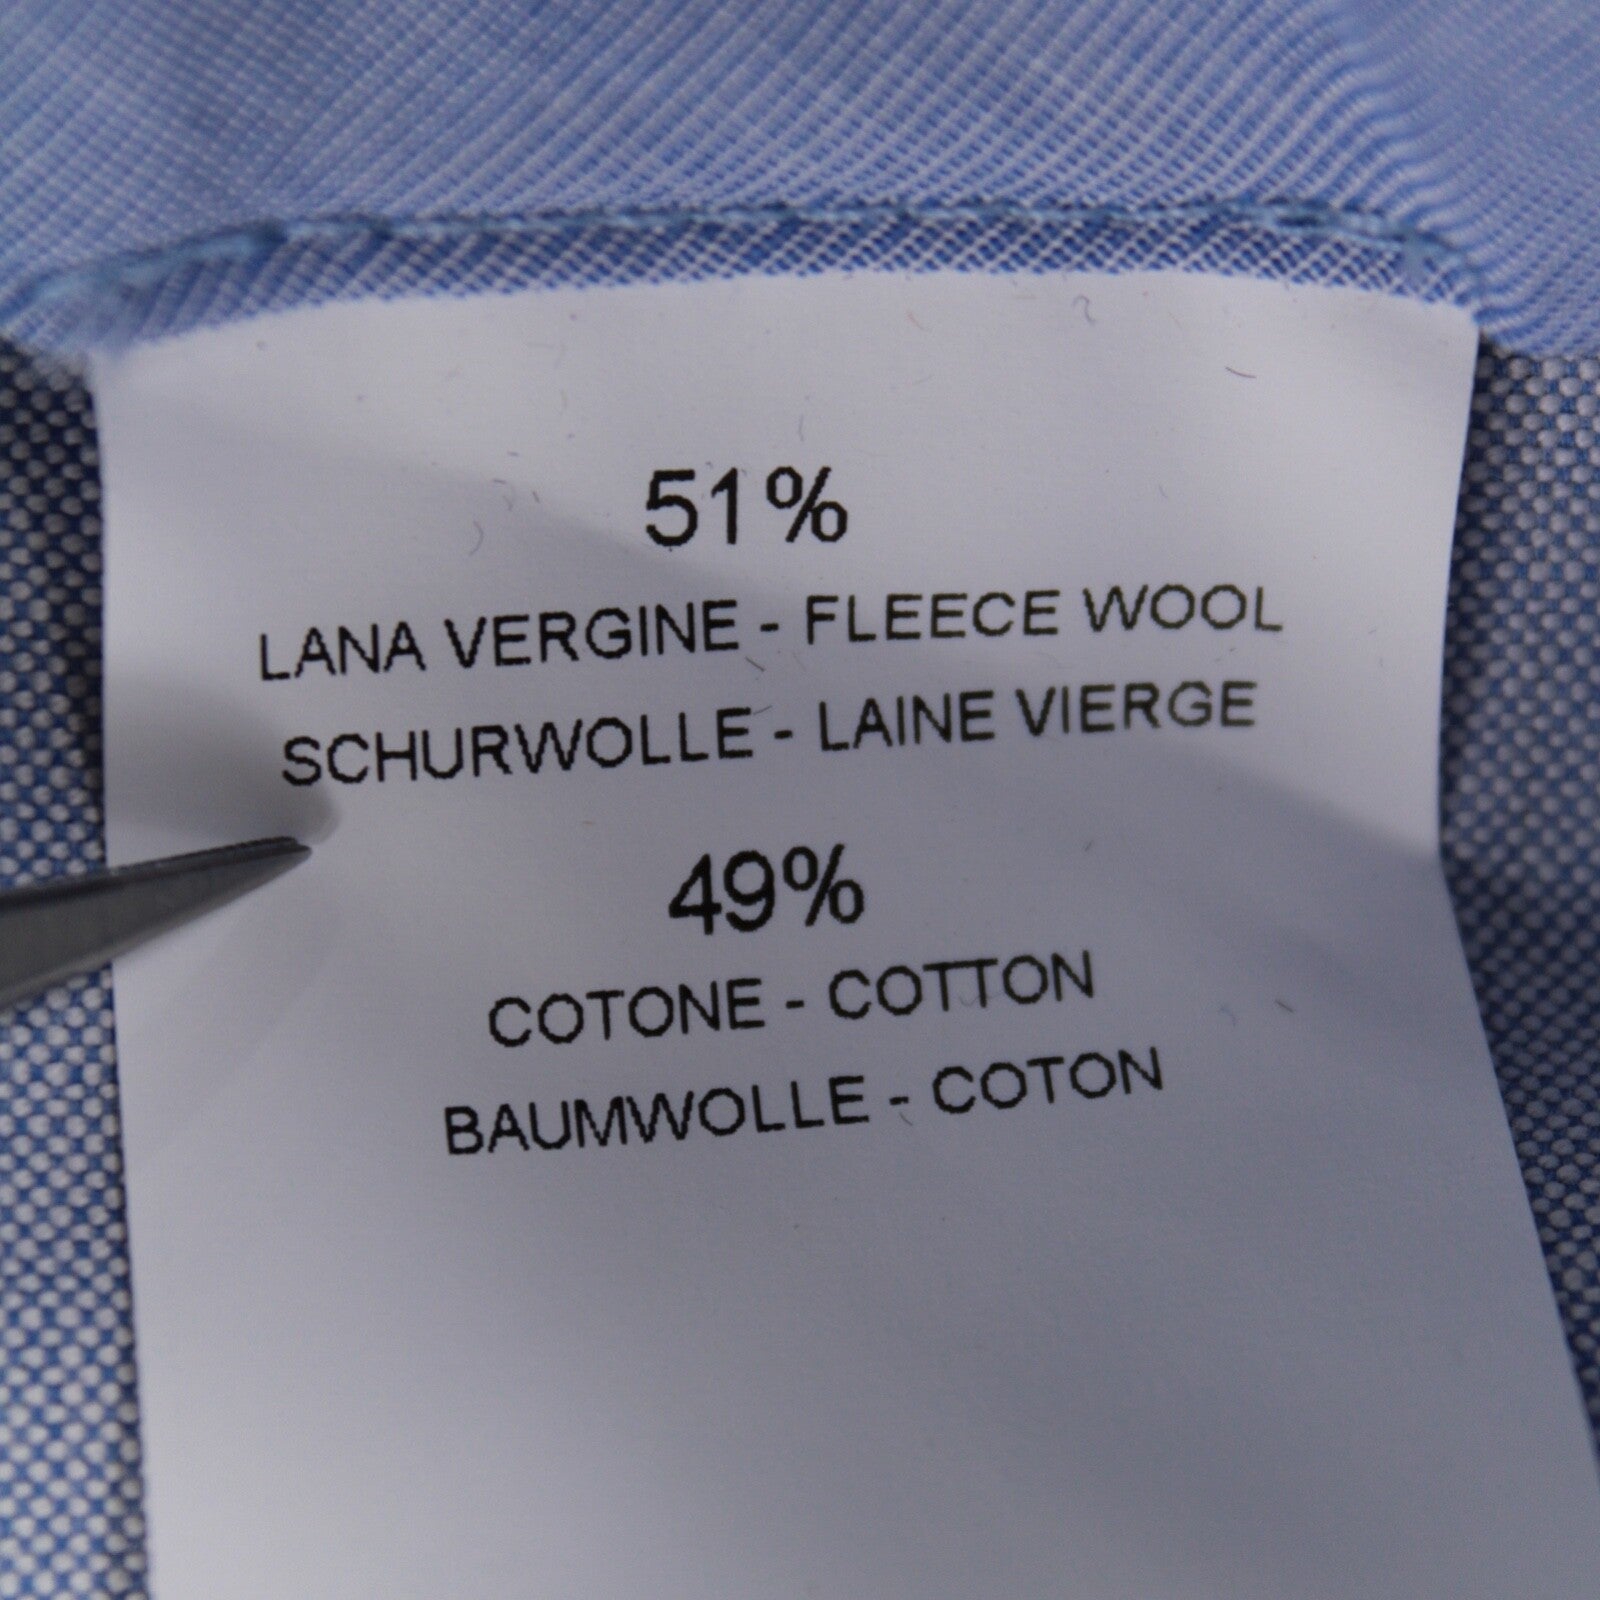 51%
LANA VERGINE - FLEECE WOOL
SCHURWOLLE - LAINE VIERGE
49%
COTONE - COTTON
BAUMWOLLE - COTON